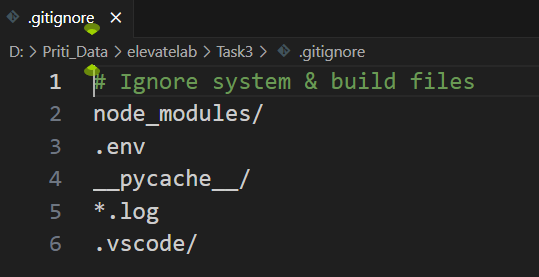 .gitignore
D: > Priti_Data > elevatelab > Task3 > .gitignore
1 # Ignore system & build files
2 node_modules/
3 .env
4 __pycache__/
5 *.log
6 .vscode/